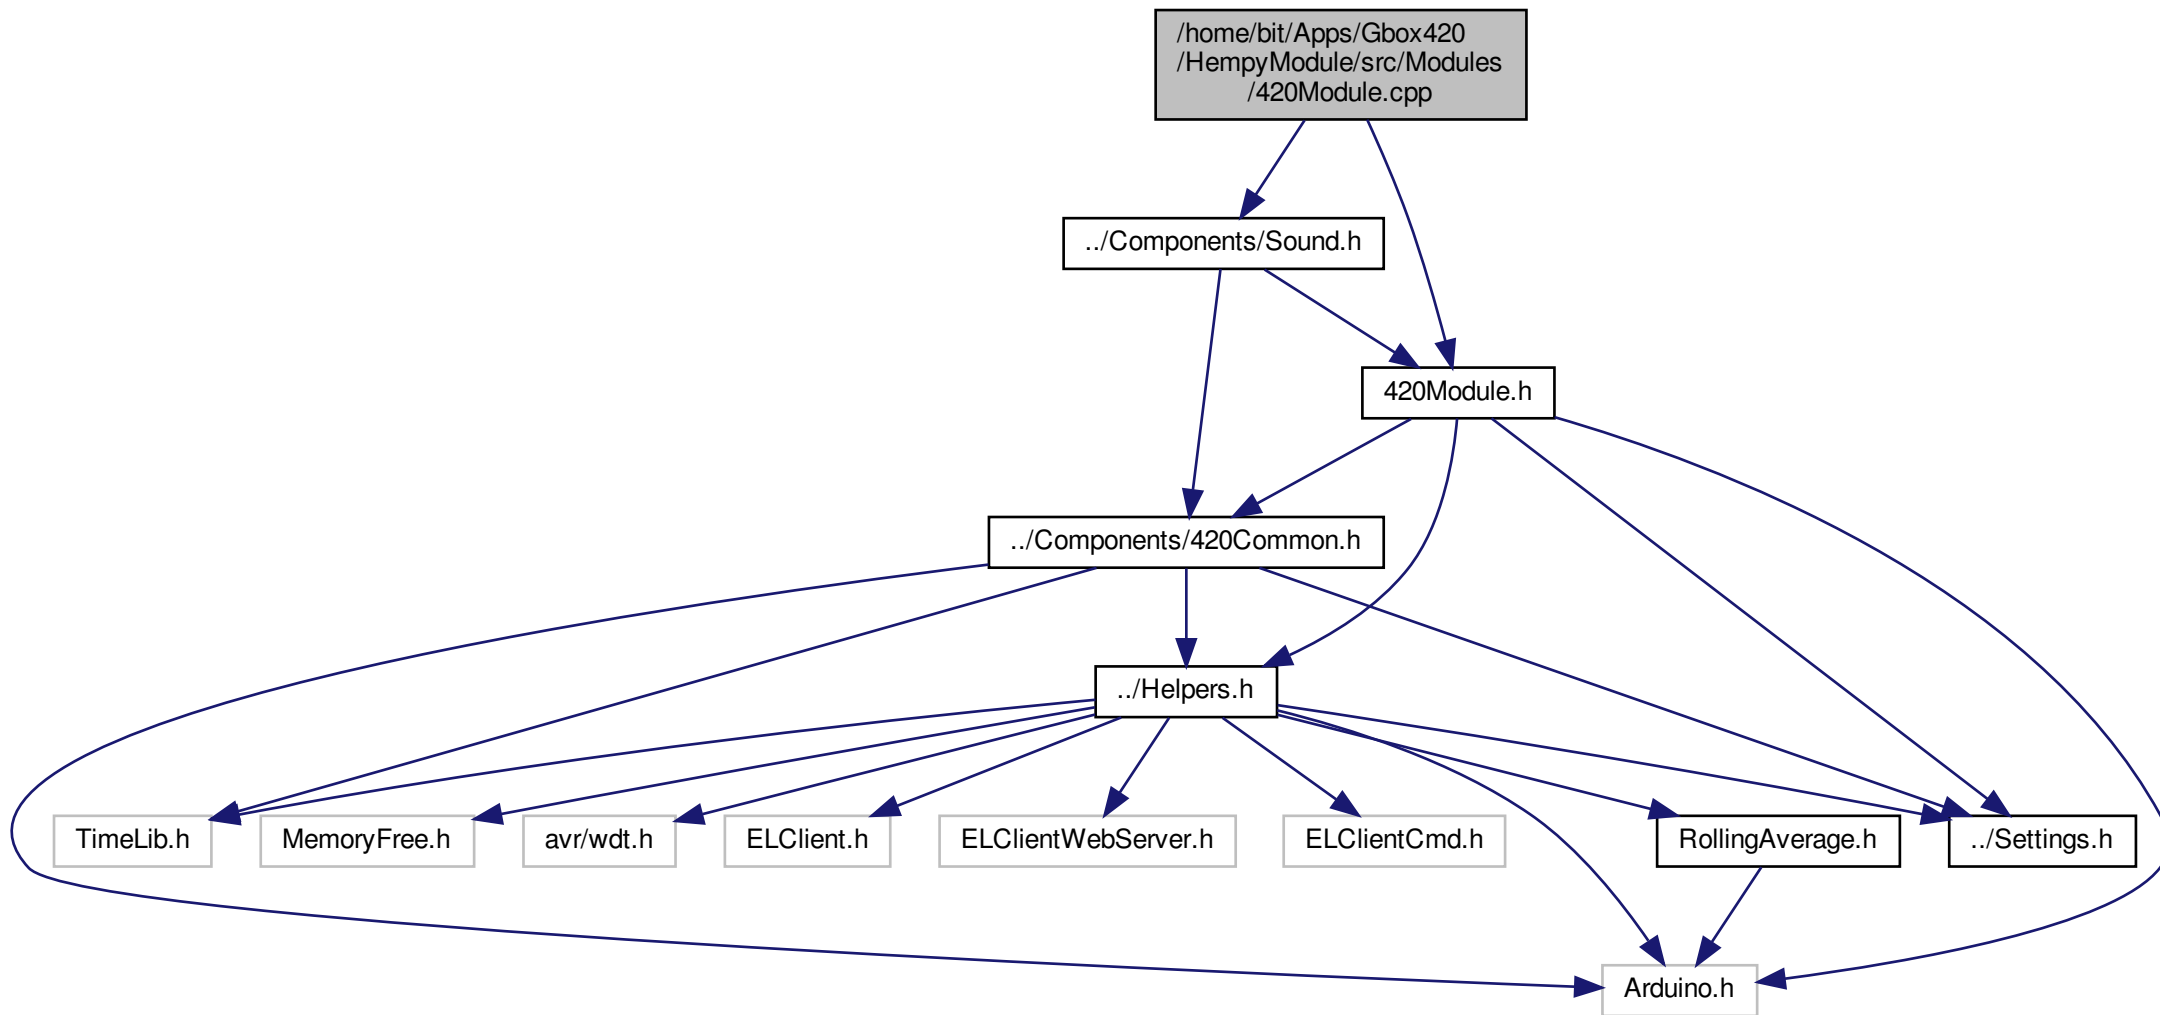 /home/bit/Apps/Gbox420
/HempyModule/src/Modules
/420Module.cpp
../Components/Sound.h
420Module.h
../Components/420Common.h
../Helpers.h
TimeLib.h
MemoryFree.h
avr/wdt.h
ELClient.h
ELClientWebServer.h
ELClientCmd.h
RollingAverage.h
../Settings.h
Arduino.h